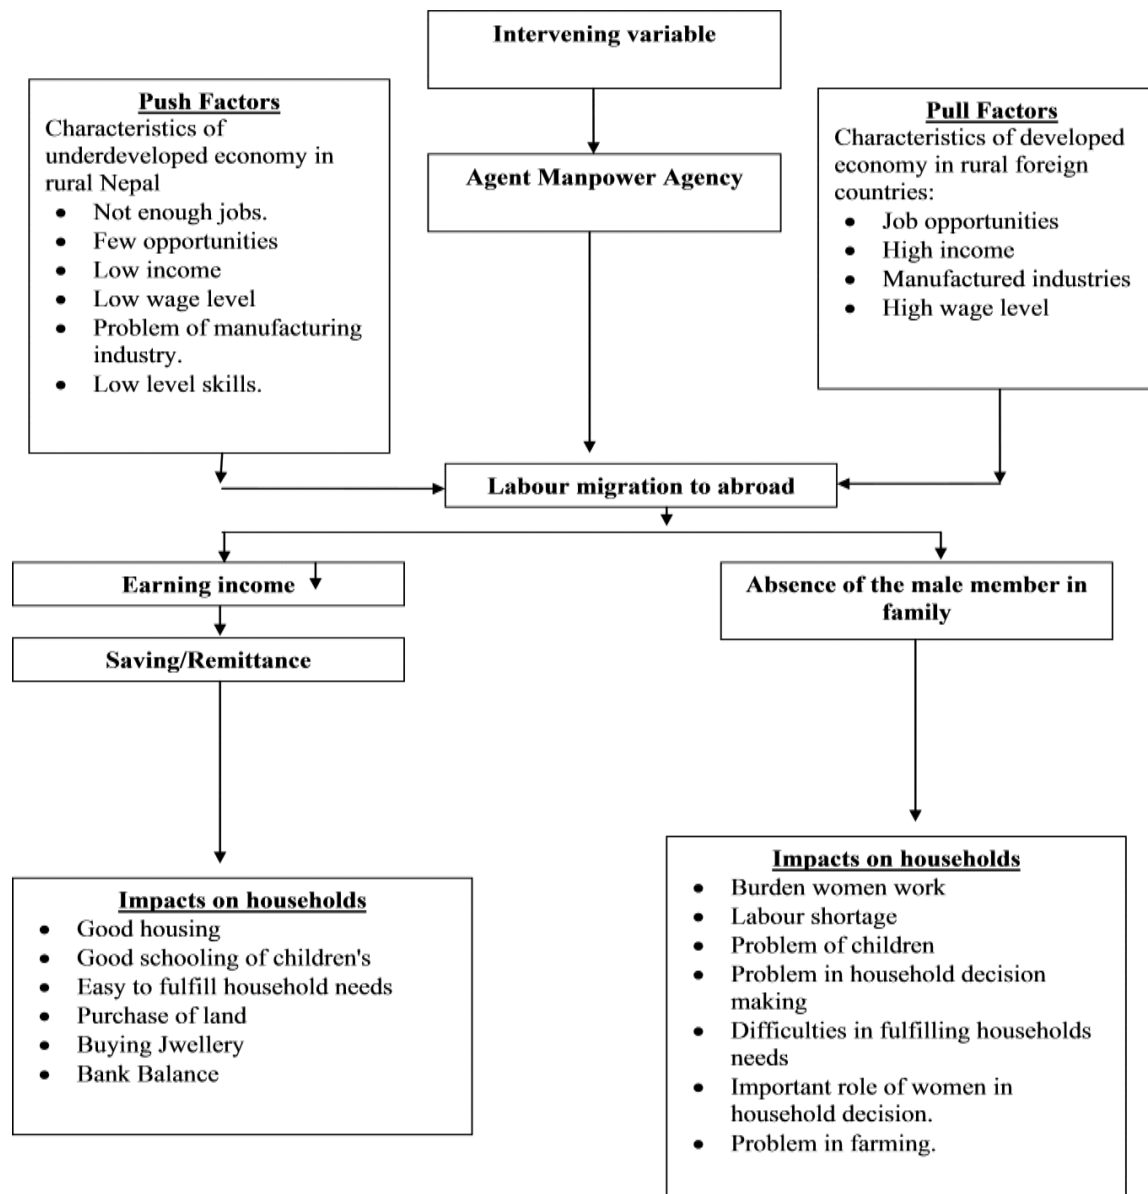 Intervening variable
Push Factors
Characteristics of
underdeveloped economy in
rural Nepal
• Not enough jobs.
• Few opportunities
• Low income
• Low wage level
• Problem of manufacturing
industry.
• Low level skills.
Agent Manpower Agency
Pull Factors
Characteristics of developed
economy in rural foreign
countries:
• Job opportunities
• High income
• Manufactured industries
• High wage level
Labour migration to abroad
Earning income
Saving/Remittance
Absence of the male member in
family
Impacts on households
• Good housing
• Good schooling of children's
• Easy to fulfill household needs
• Purchase of land
• Buying Jwellery
• Bank Balance
Impacts on households
• Burden women work
• Labour shortage
• Problem of children
• Problem in household decision
making
• Difficulties in fulfilling households
needs
• Important role of women in
household decision.
• Problem in farming.